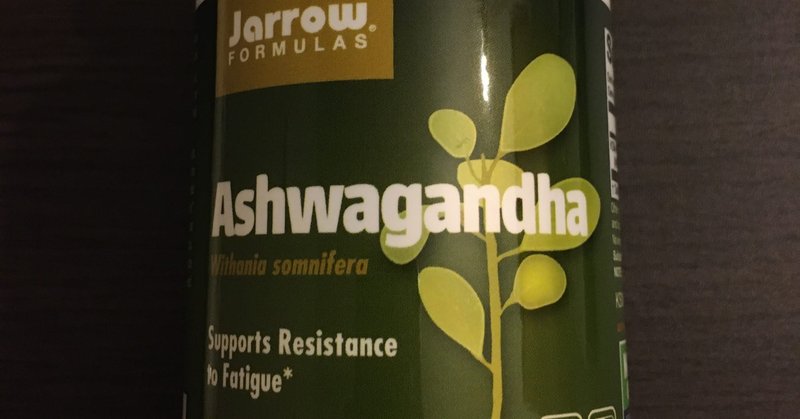 Jarrow
FORMULAS®
Ashwagandha
Withania somnifera
Supports Resistance
to Fatigue*